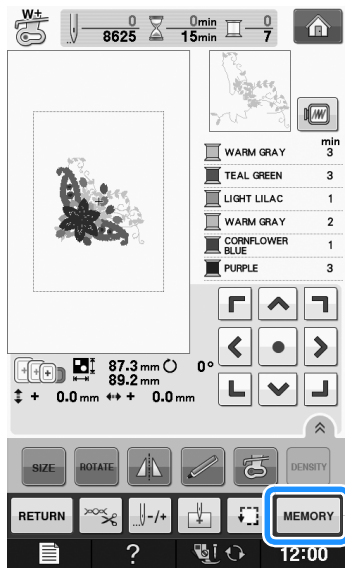 W+
0 0min 0
8625 15min 7
min
WARM GRAY 3
TEAL GREEN 3
LIGHT LILAC 1
WARM GRAY 2
CORNFLOWER
BLUE 1
PURPLE 3
87.3 mm 0°
89.2 mm
+ 0.0 mm + 0.0 mm
SIZE ROTATE DENSITY
RETURN -/+ MEMORY
? 12:00